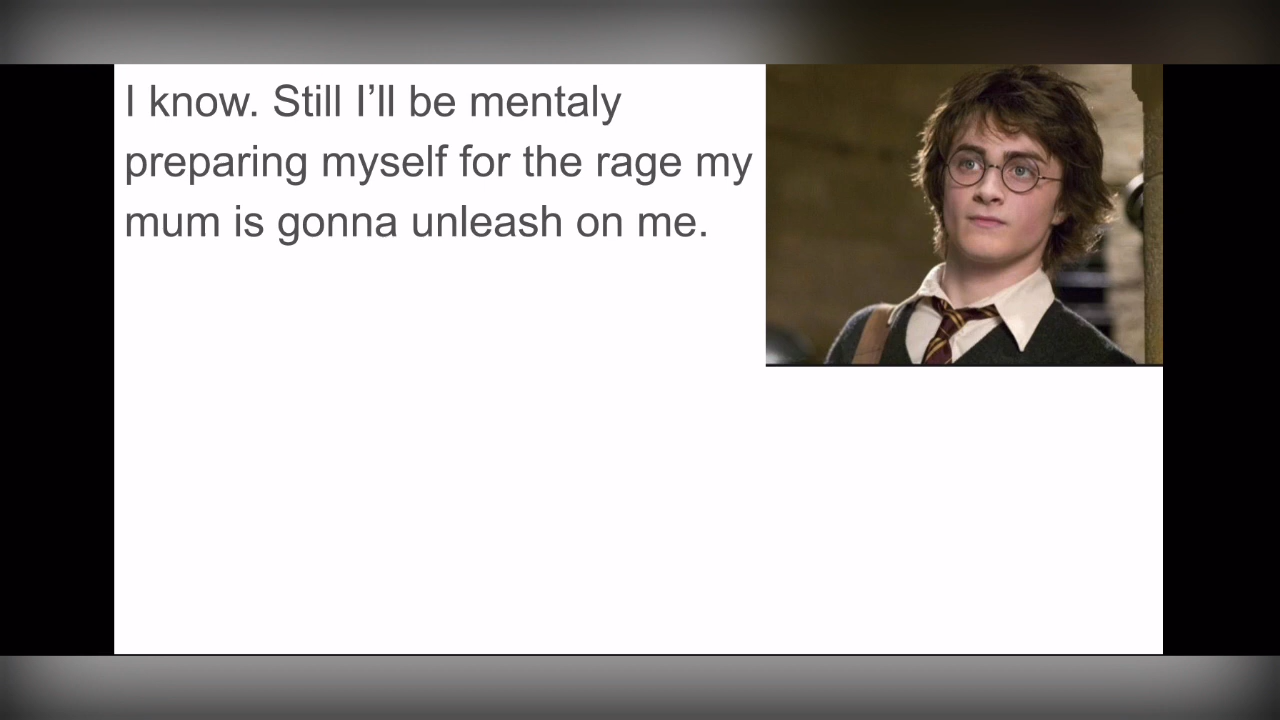 I know. Still I’ll be mentaly
preparing myself for the rage my
mum is gonna unleash on me.